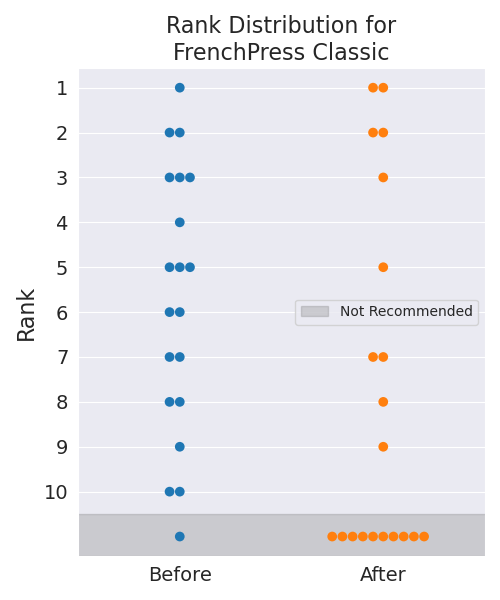 Rank Distribution for
FrenchPress Classic
Rank
1
2
3
4
5
6
7
8
9
10
Not Recommended
Before
After